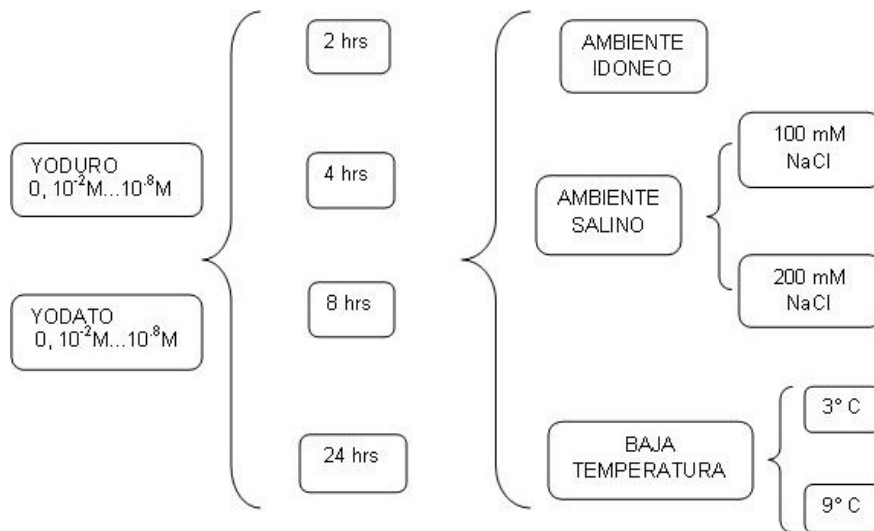 YODURO
0, 10⁻²M...10⁻⁸M
YODATO
0, 10⁻²M...10⁻⁸M
2 hrs
4 hrs
8 hrs
24 hrs
AMBIENTE
IDONEO
AMBIENTE
SALINO
100 mM
NaCl
200 mM
NaCl
BAJA
TEMPERATURA
3° C
9° C